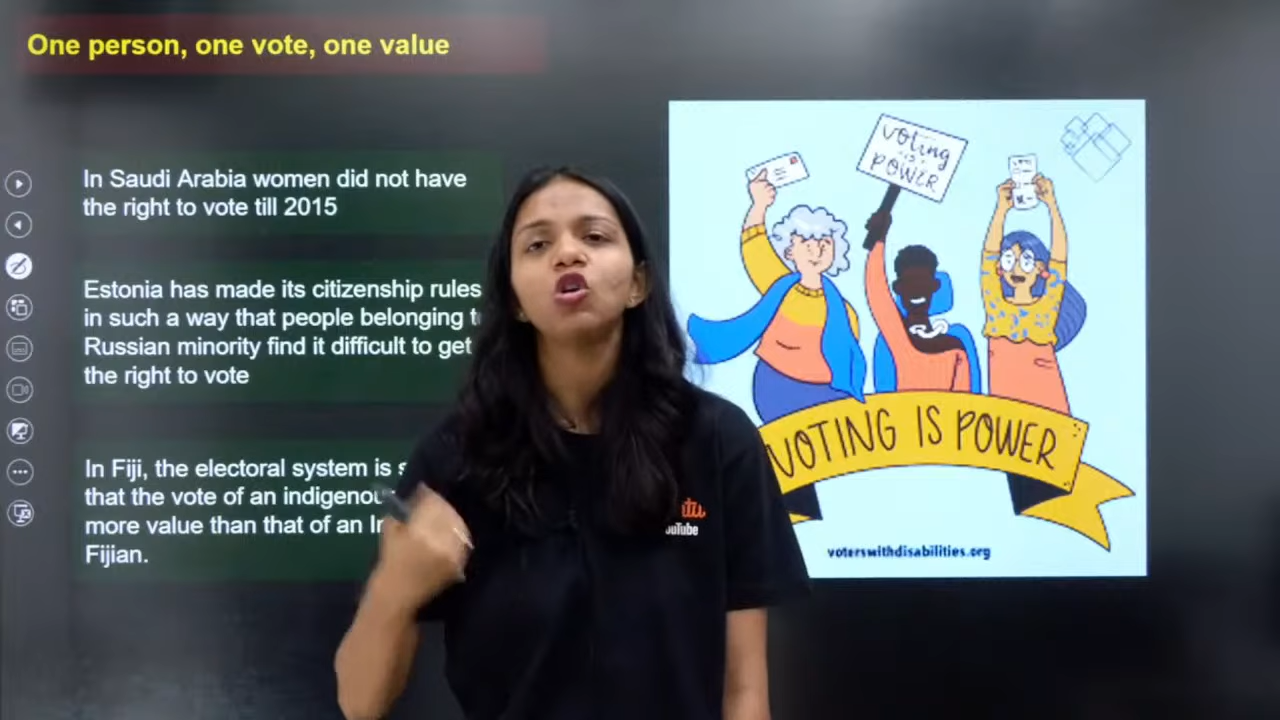 One person, one vote, one value
In Saudi Arabia women did not have
the right to vote till 2015
Estonia has made its citizenship rules
in such a way that people belonging
Russian minority find it difficult to get
the right to vote
In Fiji, the electoral system is
that the vote of an
more value than that of an
Fijian.
voting
is
POWER
VOTING IS POWER
voterswithdisabilities.org